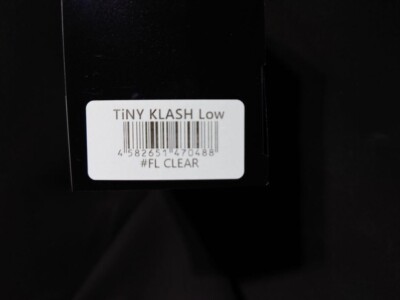 TiNY KLASH Low
4 582651 470488
#FL CLEAR